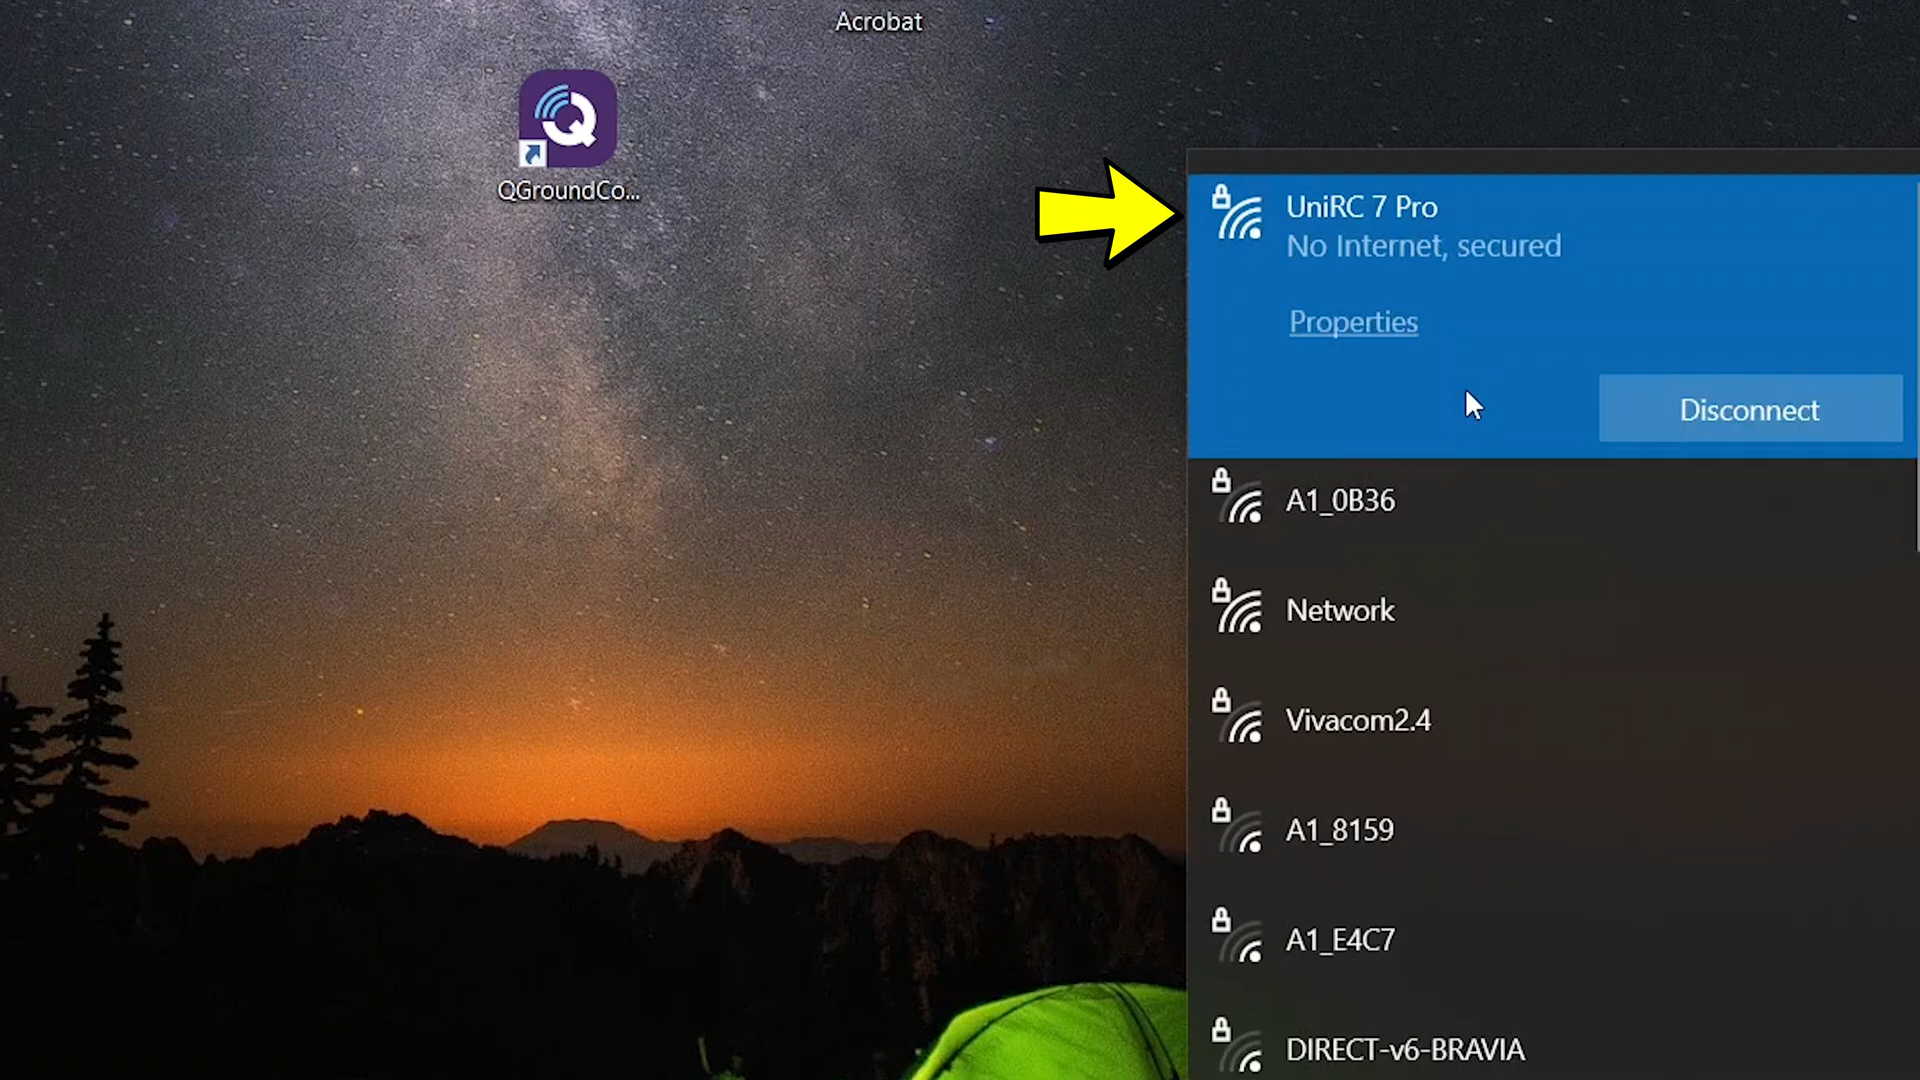 Acrobat
QGroundCo...
UniRC 7 Pro
No Internet, secured
Properties
Disconnect
A1_0B36
Network
Vivacom2.4
A1_8159
A1_E4C7
DIRECT-v6-BRAVIA